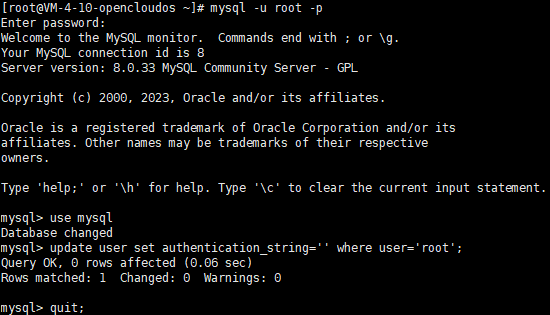 [root@VM-4-10-opencloudos ~]# mysql -u root -p
Enter password:
Welcome to the MySQL monitor.  Commands end with ; or \g.
Your MySQL connection id is 8
Server version: 8.0.33 MySQL Community Server - GPL
Copyright (c) 2000, 2023, Oracle and/or its affiliates.
Oracle is a registered trademark of Oracle Corporation and/or its
affiliates. Other names may be trademarks of their respective
owners.
Type 'help;' or '\h' for help. Type '\c' to clear the current input statement.
mysql> use mysql
Database changed
mysql> update user set authentication_string='' where user='root';
Query OK, 0 rows affected (0.06 sec)
Rows matched: 1  Changed: 0  Warnings: 0
mysql> quit;